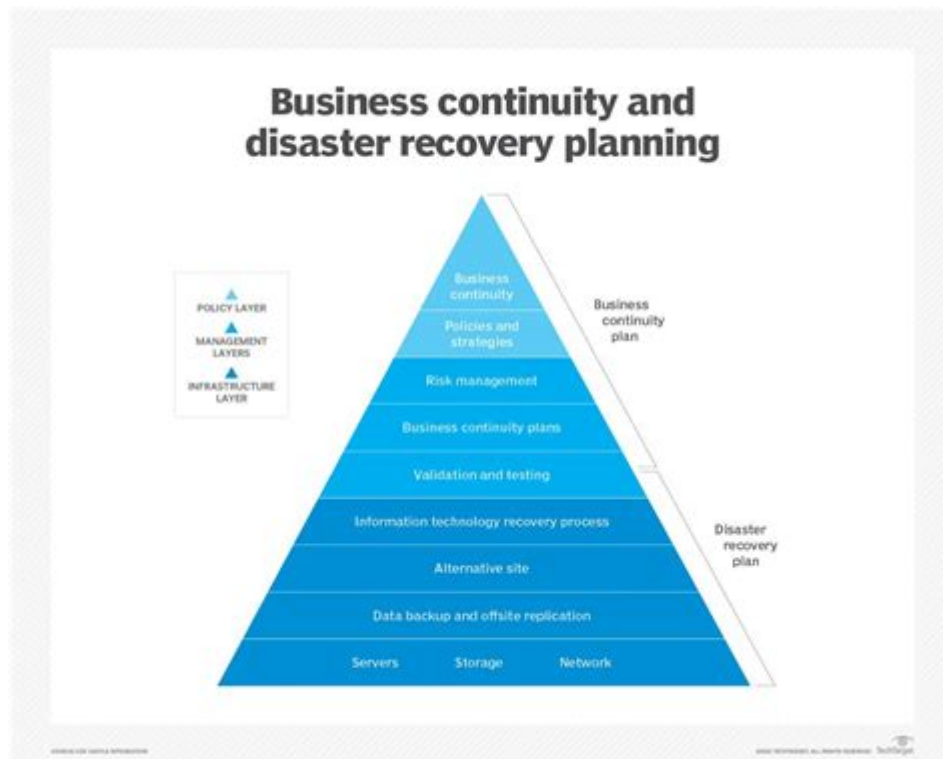 Business continuity and
disaster recovery planning
POLICY LAYER
MANAGEMENT
LAYERS
INFRASTRUCTURE
LAYER
Business
continuity
Policies and
strategies
Risk management
Business continuity plans
Validation and testing
Information technology recovery process
Alternative site
Data backup and offsite replication
Servers Storage Network
Business
continuity
plan
Disaster
recovery
plan
TechTarget